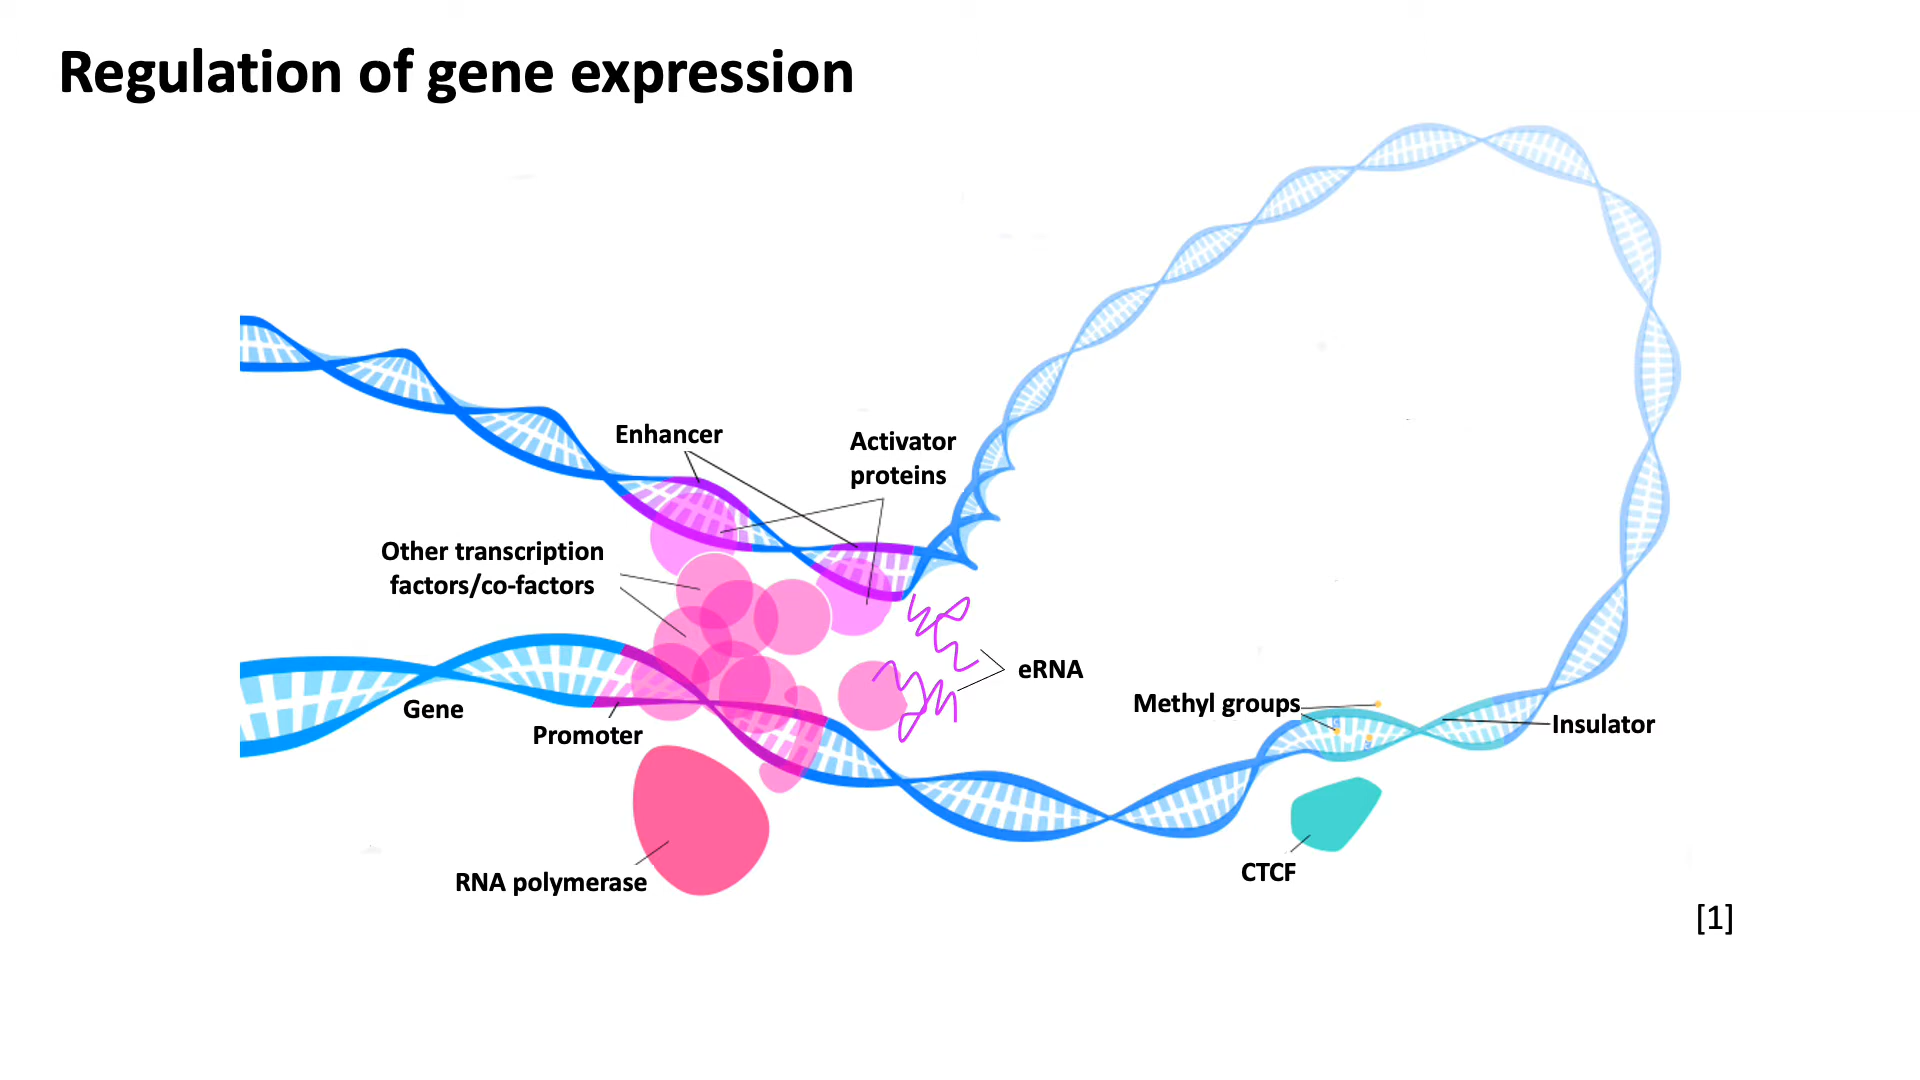 Regulation of gene expression
Enhancer
Activator
proteins
Other transcription
factors/co-factors
eRNA
Gene
Promoter
Methyl groups
Insulator
RNA polymerase
CTCF
[1]